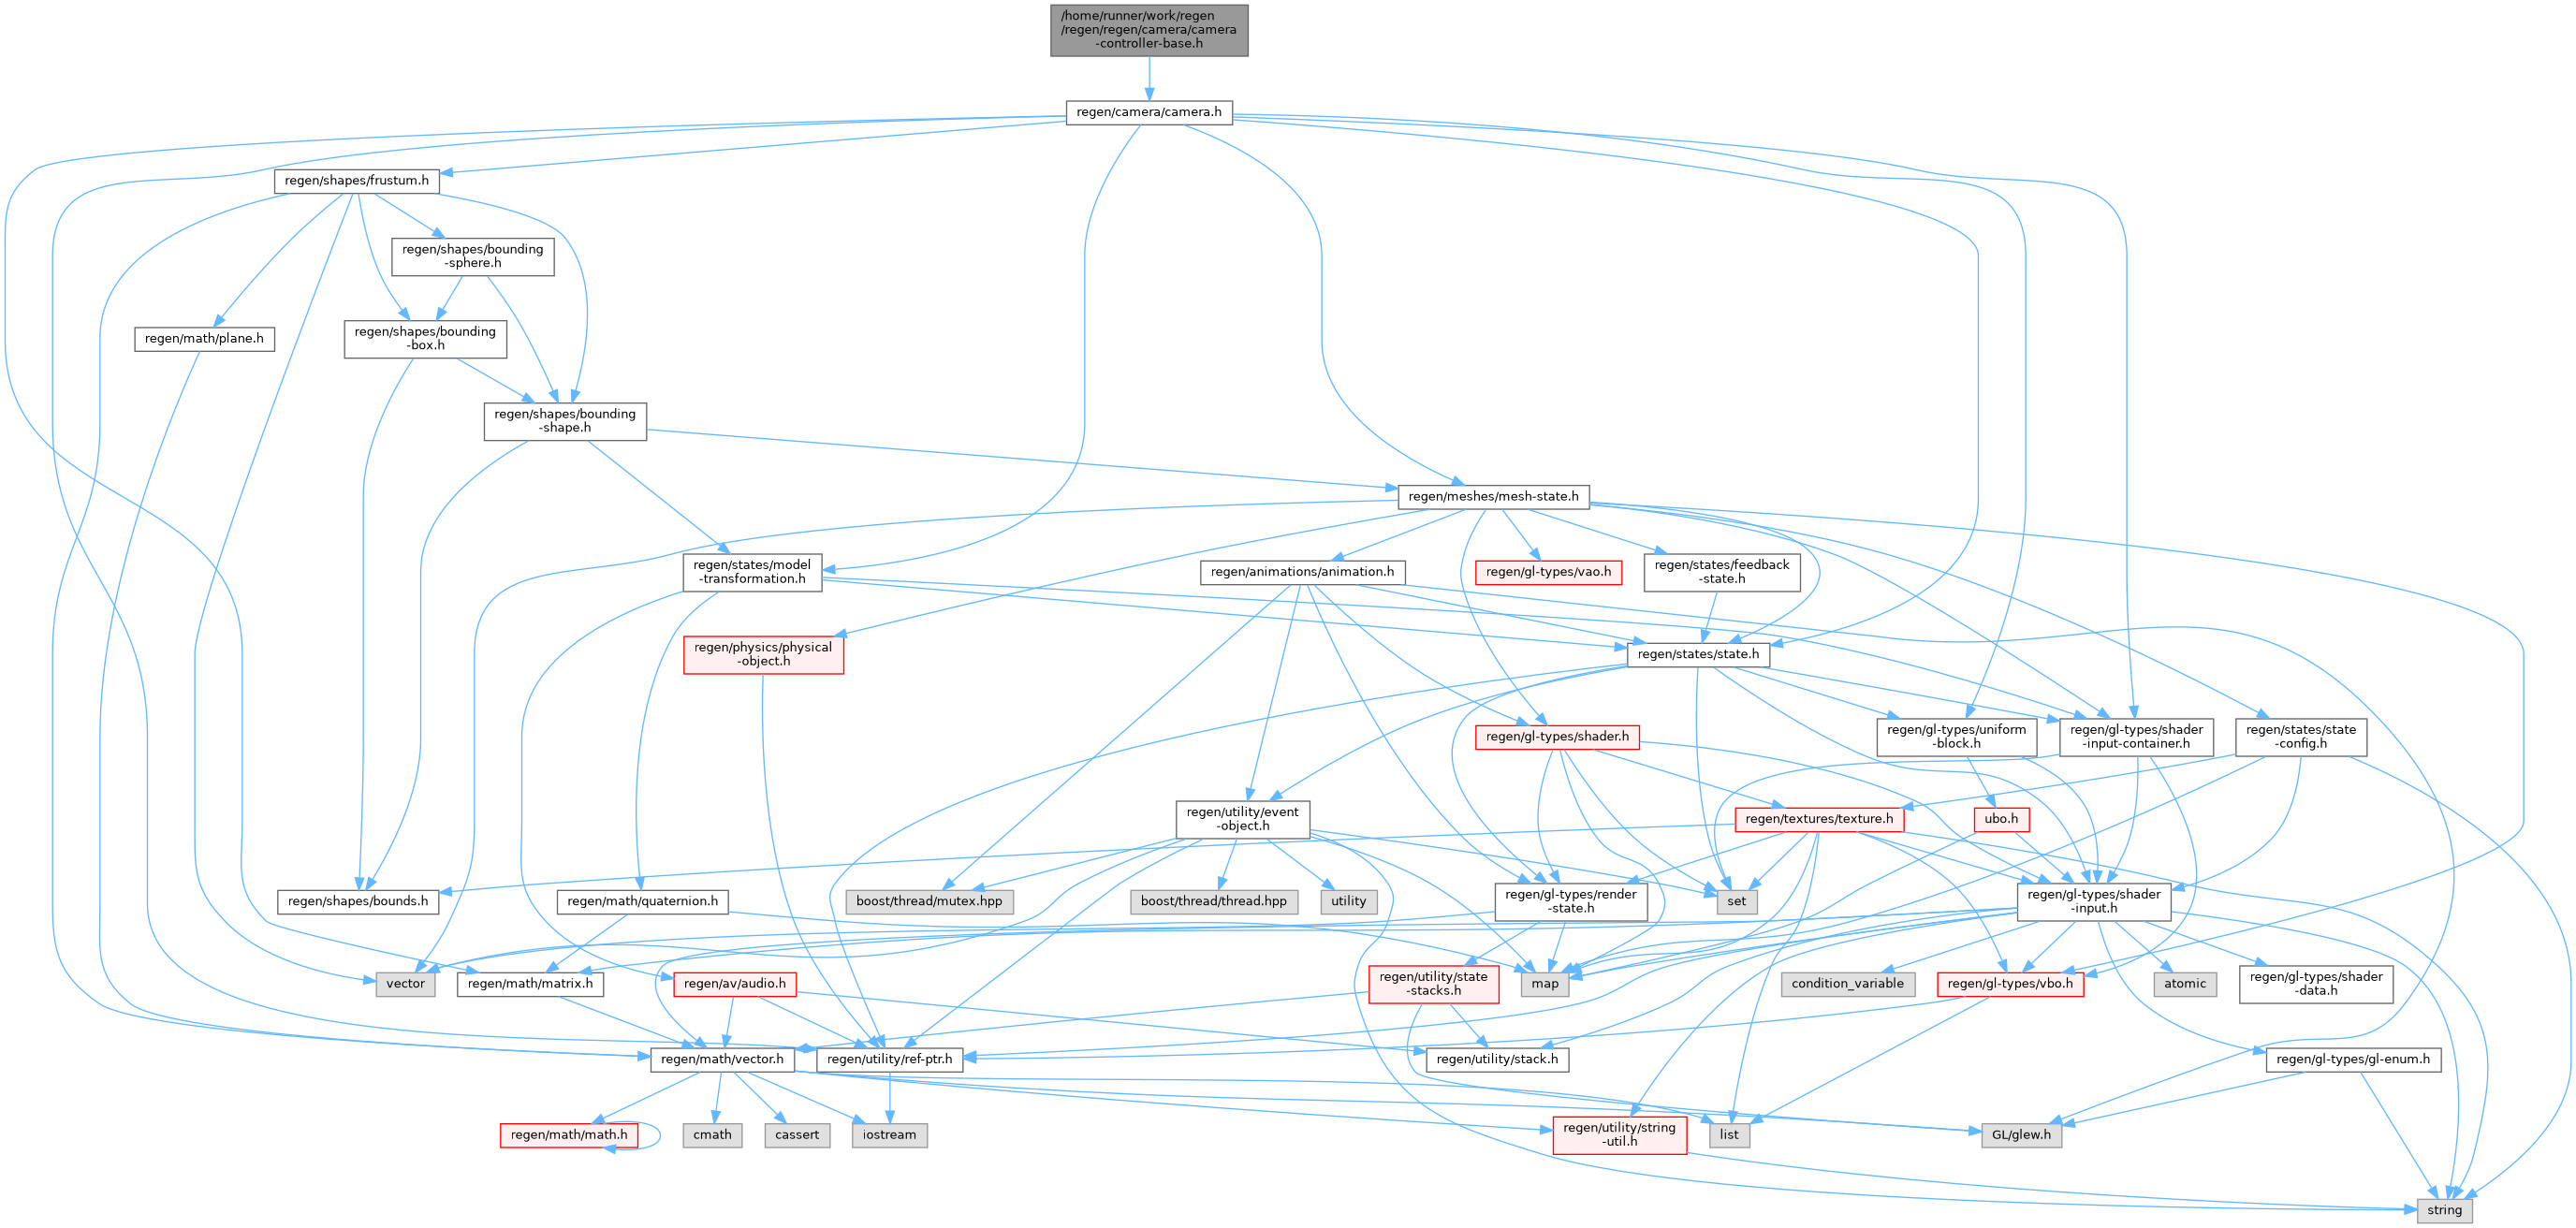 /home/runner/work/regen
/regen/regen/camera/camera
-controller-base.h
regen/camera/camera.h
regen/shapes/frustum.h
regen/shapes/bounding
-sphere.h
regen/math/plane.h
regen/shapes/bounding
-box.h
regen/shapes/bounding
-shape.h
regen/meshes/mesh-state.h
regen/states/model
-transformation.h
regen/animations/animation.h
regen/gl-types/vao.h
regen/states/feedback
-state.h
regen/physics/physical
-object.h
regen/states/state.h
regen/gl-types/shader.h
regen/gl-types/uniform
-block.h
regen/gl-types/shader
-input-container.h
regen/states/state
-config.h
regen/utility/event
-object.h
regen/textures/texture.h
ubo.h
regen/shapes/bounds.h
regen/math/quaternion.h
boost/thread/mutex.hpp
boost/thread/thread.hpp
utility
regen/gl-types/render
-state.h
set
regen/gl-types/shader
-input.h
vector
regen/math/matrix.h
regen/av/audio.h
regen/utility/state
-stacks.h
map
condition_variable
regen/gl-types/vbo.h
atomic
regen/gl-types/shader
-data.h
regen/math/vector.h
regen/utility/ref-ptr.h
regen/utility/stack.h
regen/gl-types/gl-enum.h
regen/math/math.h
cmath
cassert
iostream
regen/utility/string
-util.h
list
GL/glew.h
string